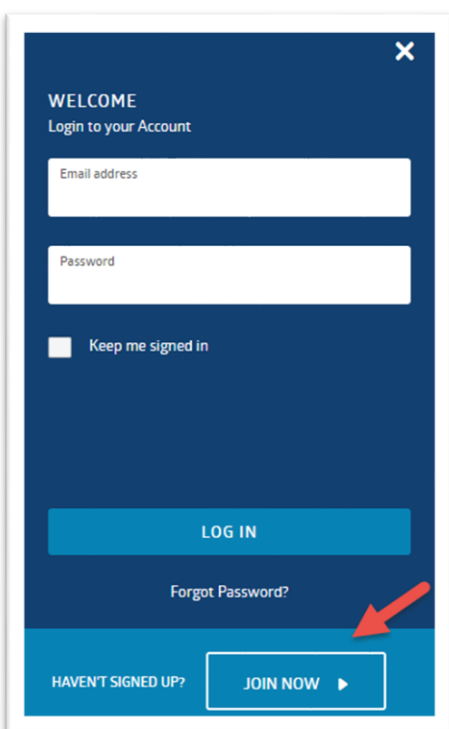 WELCOME
Login to your Account
Email address
Password
Keep me signed in
LOG IN
Forgot Password?
HAVEN'T SIGNED UP? JOIN NOW